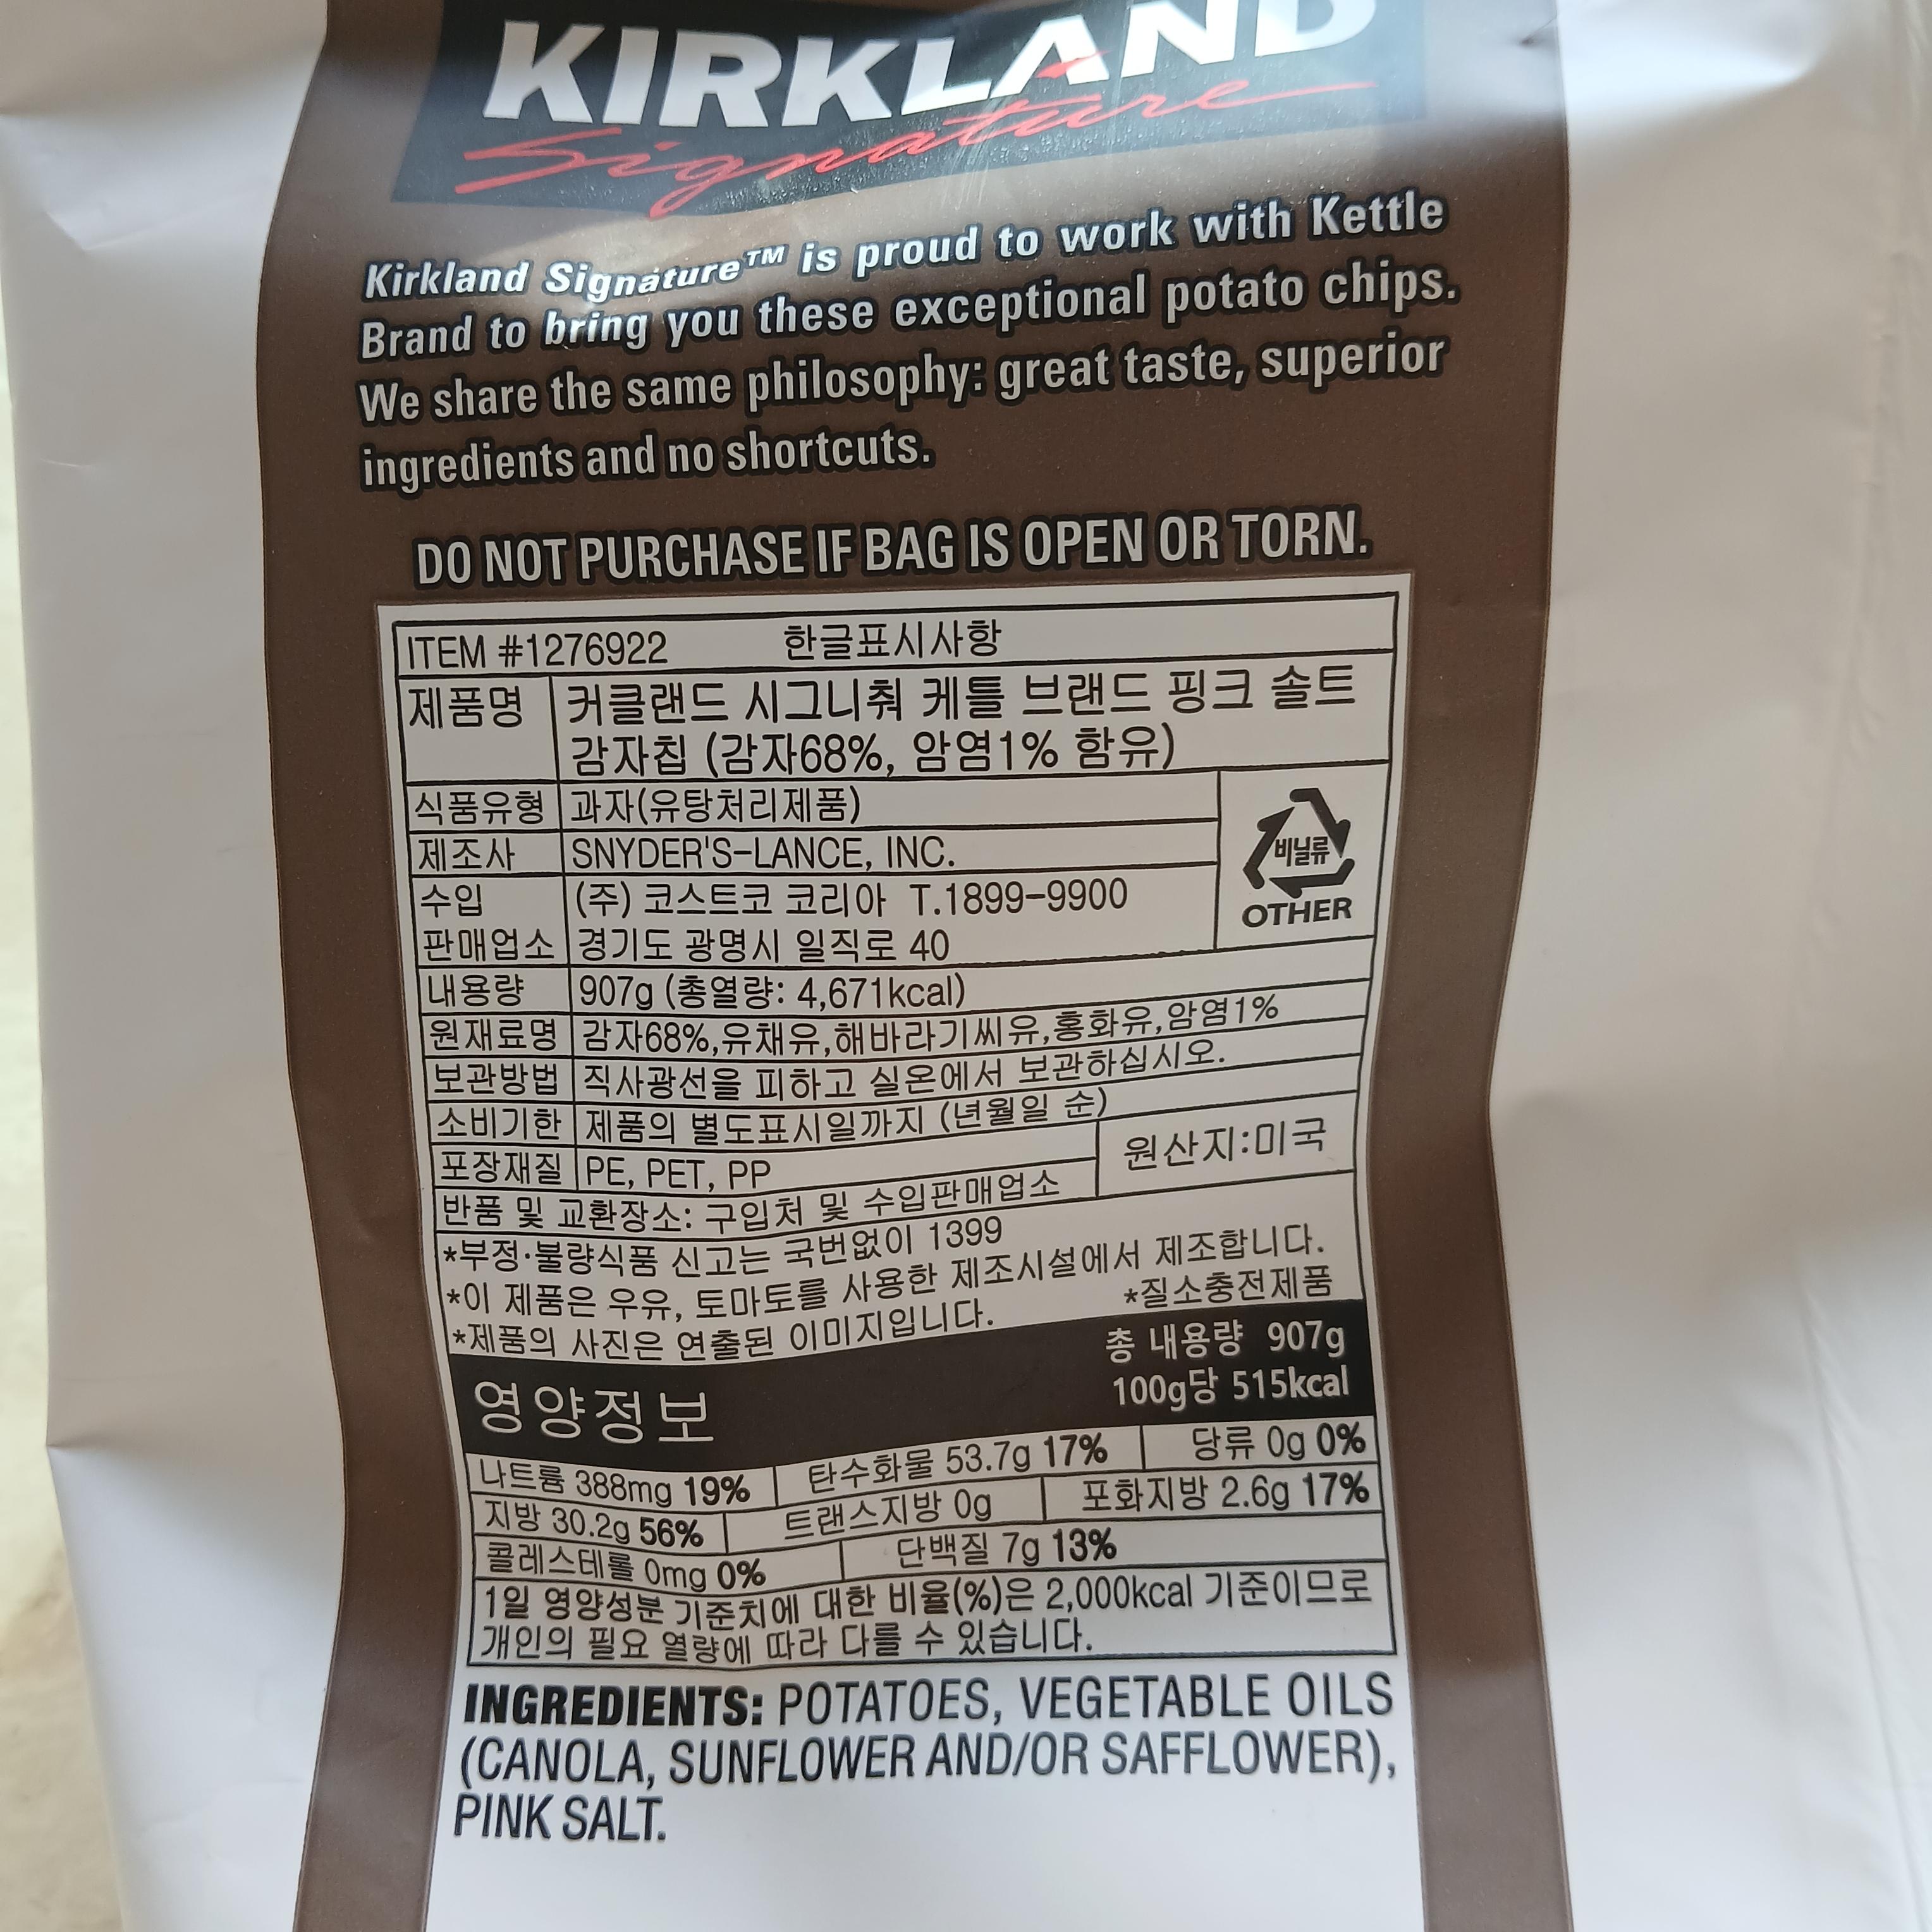 KIRKLAND
Signature
Kirkland Signature™ is proud to work with Kettle
Brand to bring you these exceptional potato chips.
We share the same philosophy: great taste, superior
ingredients and no shortcuts.
DO NOT PURCHASE IF BAG IS OPEN OR TORN.
ITEM #1276922 한글표시사항
제품명 커클랜드 시그니춰 케틀 브랜드 핑크 솔트
감자칩 (감자68%, 암염1% 함유)
식품유형 과자(유탕처리제품)
비닐류
제조사 SNYDER'S-LANCE, INC.
수입 (주) 코스트코 코리아 T.1899-9900
OTHER
판매업소 경기도 광명시 일직로 40
내용량 907g (총열량: 4,671kcal)
원재료명 감자68%,유채유,해바라기씨유,홍화유,암염1%
보관방법 직사광선을 피하고 실온에서 보관하십시오.
소비기한 제품의 별도표시일까지 (년월일 순)
포장재질 PE, PET, PP 원산지:미국
반품 및 교환장소: 구입처 및 수입판매업소
*부정·불량식품 신고는 국번없이 1399
*이 제품은 우유, 토마토를 사용한 제조시설에서 제조합니다.
*제품의 사진은 연출된 이미지입니다. *질소충전제품
영양정보 총 내용량 907g
100g당 515kcal
나트륨 388mg 19% 탄수화물 53.7g 17% 당류 0g 0%
지방 30.2g 56% 트랜스지방 0g 포화지방 2.6g 17%
콜레스테롤 0mg 0% 단백질 7g 13%
1일 영양성분 기준치에 대한 비율(%)은 2,000kcal 기준이므로
개인의 필요 열량에 따라 다를 수 있습니다.
INGREDIENTS: POTATOES, VEGETABLE OILS
(CANOLA, SUNFLOWER AND/OR SAFFLOWER),
PINK SALT.